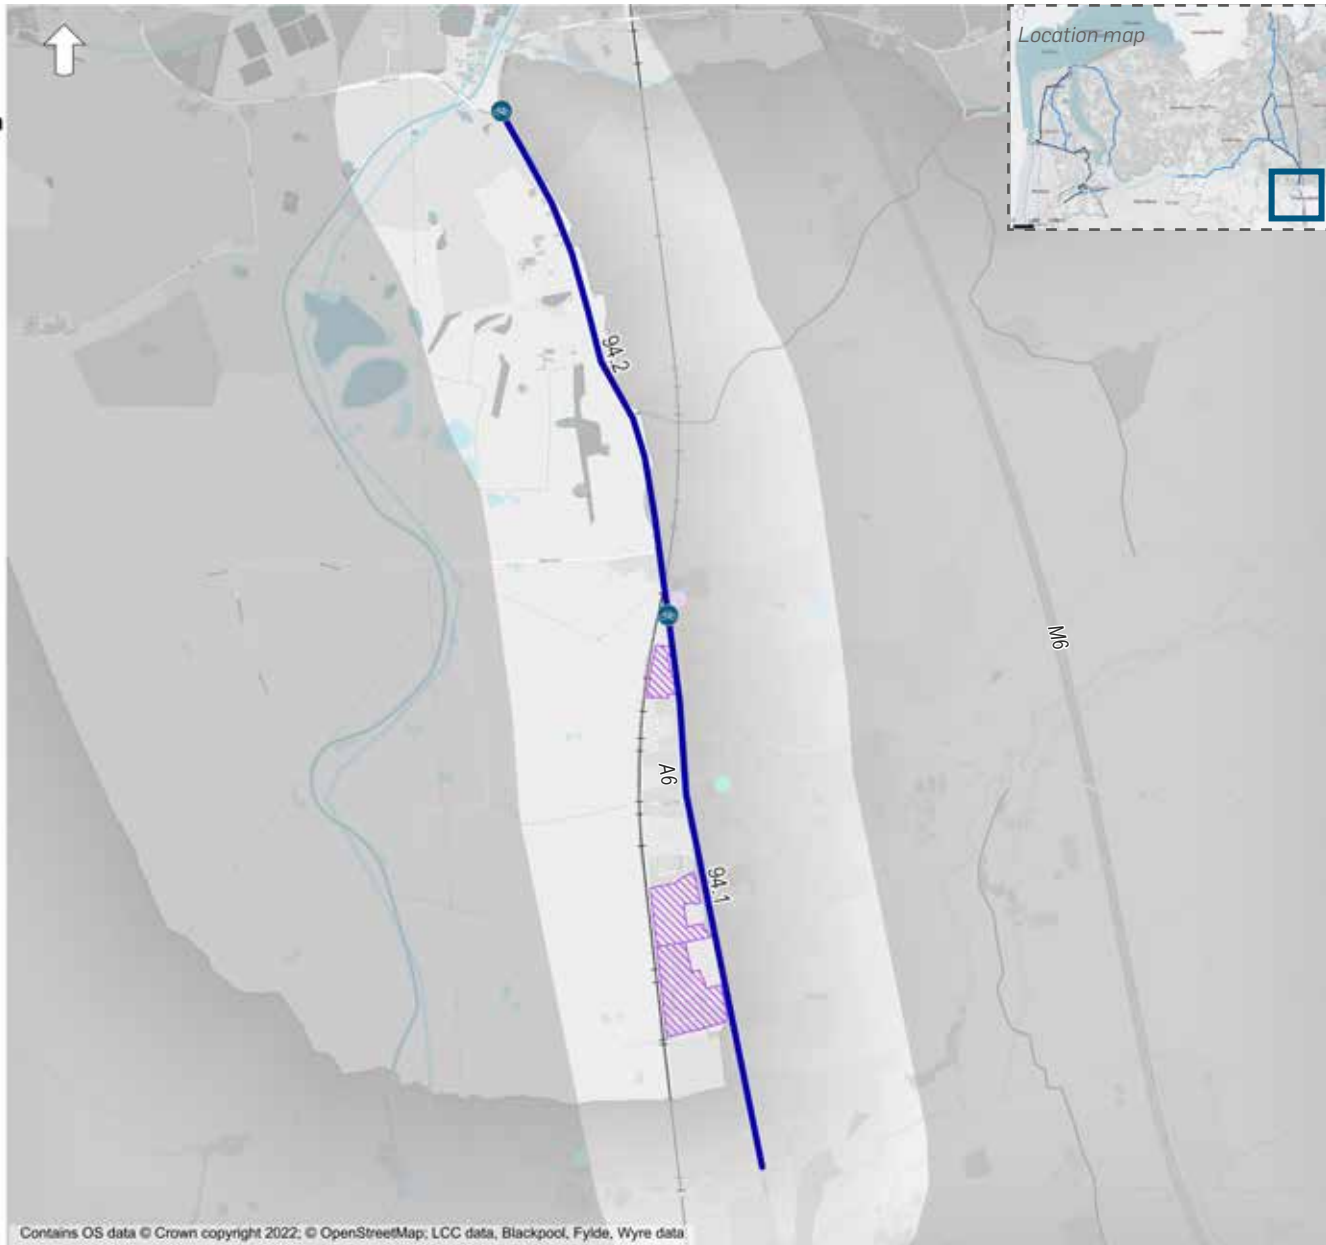 Location map
94.2
M6
A6
94.1
Contains OS data © Crown copyright 2022; © OpenStreetMap; LCC data, Blackpool, Fylde, Wyre data